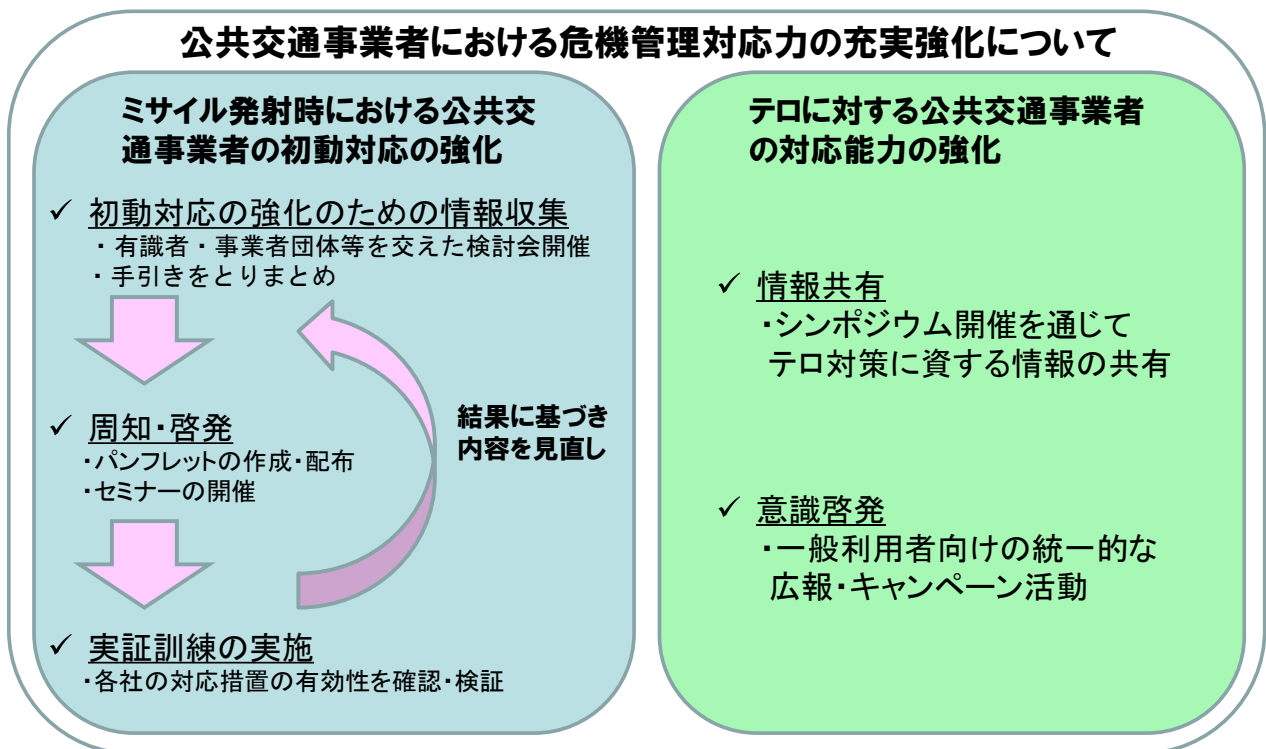 公共交通事業者における危機管理対応力の充実強化について
ミサイル発射時における公共交
通事業者の初動対応の強化
✓ 初動対応の強化のための情報収集
・有識者・事業者団体等を交えた検討会開催
・手引きをとりまとめ
✓ 周知・啓発
・パンフレットの作成・配布
・セミナーの開催
✓ 実証訓練の実施
・各社の対応措置の有効性を確認・検証
結果に基づき
内容を見直し
テロに対する公共交通事業者
の対応能力の強化
✓ 情報共有
・シンポジウム開催を通じて
テロ対策に資する情報の共有
✓ 意識啓発
・一般利用者向けの統一的な
広報・キャンペーン活動